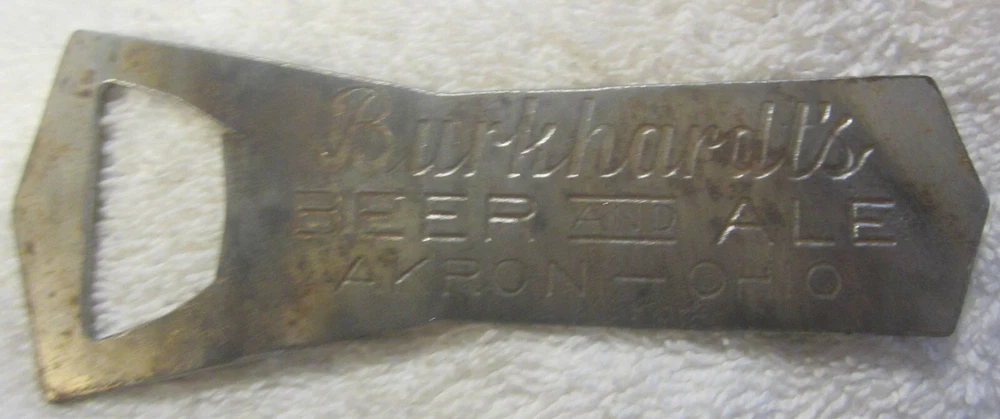 Burkhardt's
BEER AND ALE
AKRON — OHIO